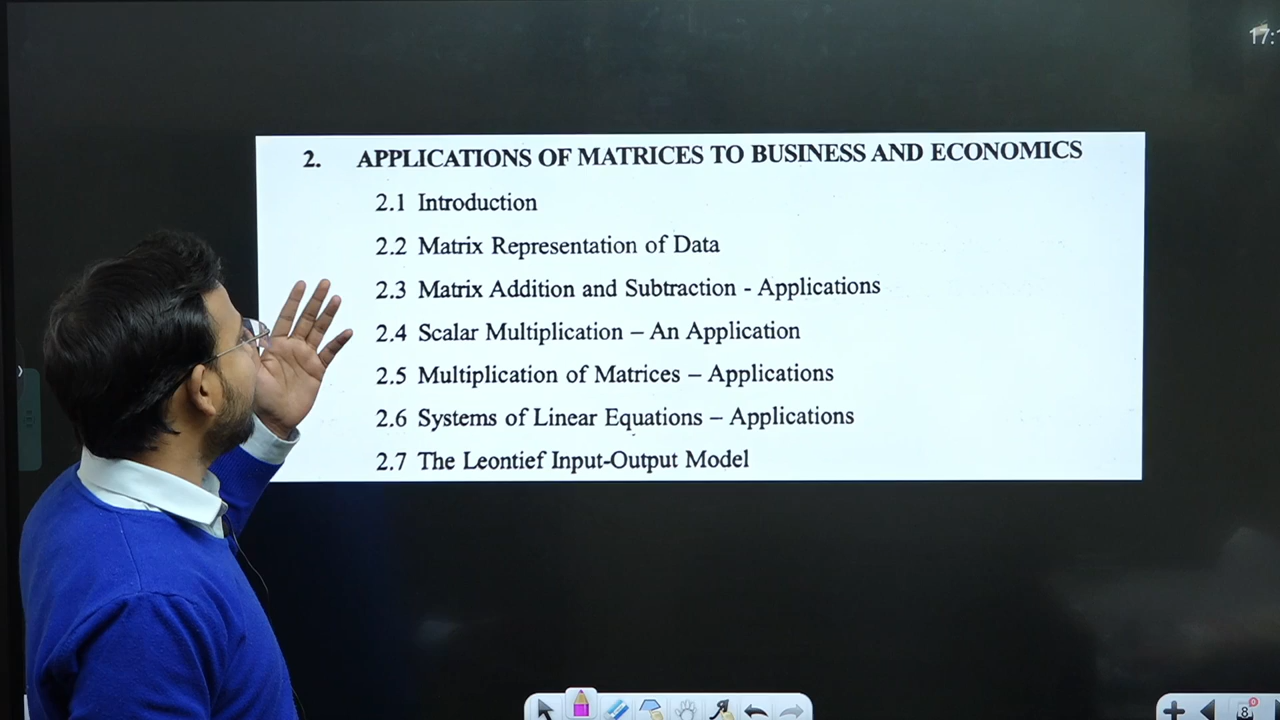 17:
2. APPLICATIONS OF MATRICES TO BUSINESS AND ECONOMICS
2.1 Introduction
2.2 Matrix Representation of Data
2.3 Matrix Addition and Subtraction - Applications
2.4 Scalar Multiplication – An Application
2.5 Multiplication of Matrices – Applications
2.6 Systems of Linear Equations – Applications
2.7 The Leontief Input-Output Model
8